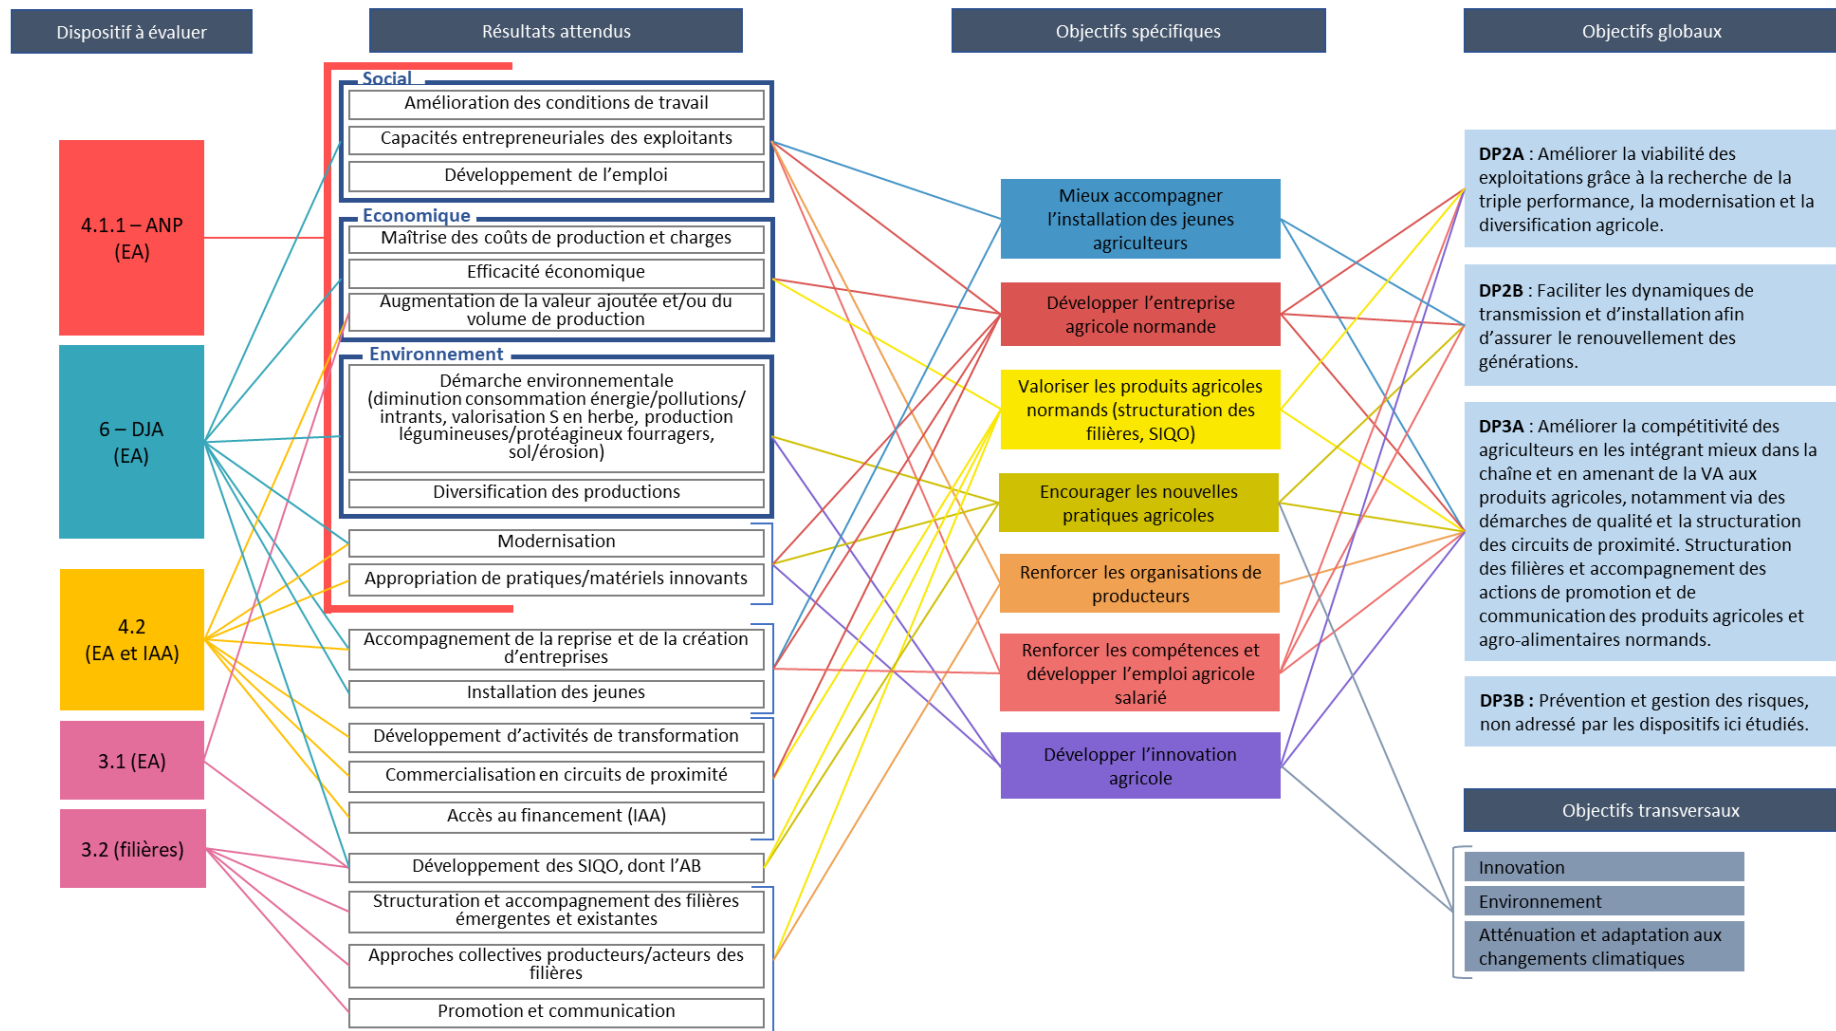 Dispositif à évaluer
Résultats attendus
Objectifs spécifiques
Objectifs globaux
4.1.1 – ANP
(EA)
6 – DJA
(EA)
4.2
(EA et IAA)
3.1 (EA)
3.2 (filières)
Social
Amélioration des conditions de travail
Capacités entrepreneuriales des exploitants
Développement de l’emploi
Economique
Maîtrise des coûts de production et charges
Efficacité économique
Augmentation de la valeur ajoutée et/ou du
volume de production
Environnement
Démarche environnementale
(diminution consommation énergie/pollutions/
intrants, valorisation S en herbe, production
légumineuses/protéagineux fourragers,
sol/érosion)
Diversification des productions
Modernisation
Appropriation de pratiques/matériels innovants
Accompagnement de la reprise et de la création
d’entreprises
Installation des jeunes
Développement d’activités de transformation
Commercialisation en circuits de proximité
Accès au financement (IAA)
Développement des SIQO, dont l’AB
Structuration et accompagnement des filières
émergentes et existantes
Approches collectives producteurs/acteurs des
filières
Promotion et communication
Mieux accompagner
l’installation des jeunes
agriculteurs
Développer l’entreprise
agricole normande
Valoriser les produits agricoles
normands (structuration des
filières, SIQO)
Encourager les nouvelles
pratiques agricoles
Renforcer les organisations de
producteurs
Renforcer les compétences et
développer l’emploi agricole
salarié
Développer l’innovation
agricole
DP2A : Améliorer la viabilité des
exploitations grâce à la recherche de la
triple performance, la modernisation et la
diversification agricole.
DP2B : Faciliter les dynamiques de
transmission et d’installation afin
d’assurer le renouvellement des
générations.
DP3A : Améliorer la compétitivité des
agriculteurs en les intégrant mieux dans la
chaîne et en amenant de la VA aux
produits agricoles, notamment via des
démarches de qualité et la structuration
des circuits de proximité. Structuration
des filières et accompagnement des
actions de promotion et de
communication des produits agricoles et
agro-alimentaires normands.
DP3B : Prévention et gestion des risques,
non adressé par les dispositifs ici étudiés.
Objectifs transversaux
Innovation
Environnement
Atténuation et adaptation aux
changements climatiques